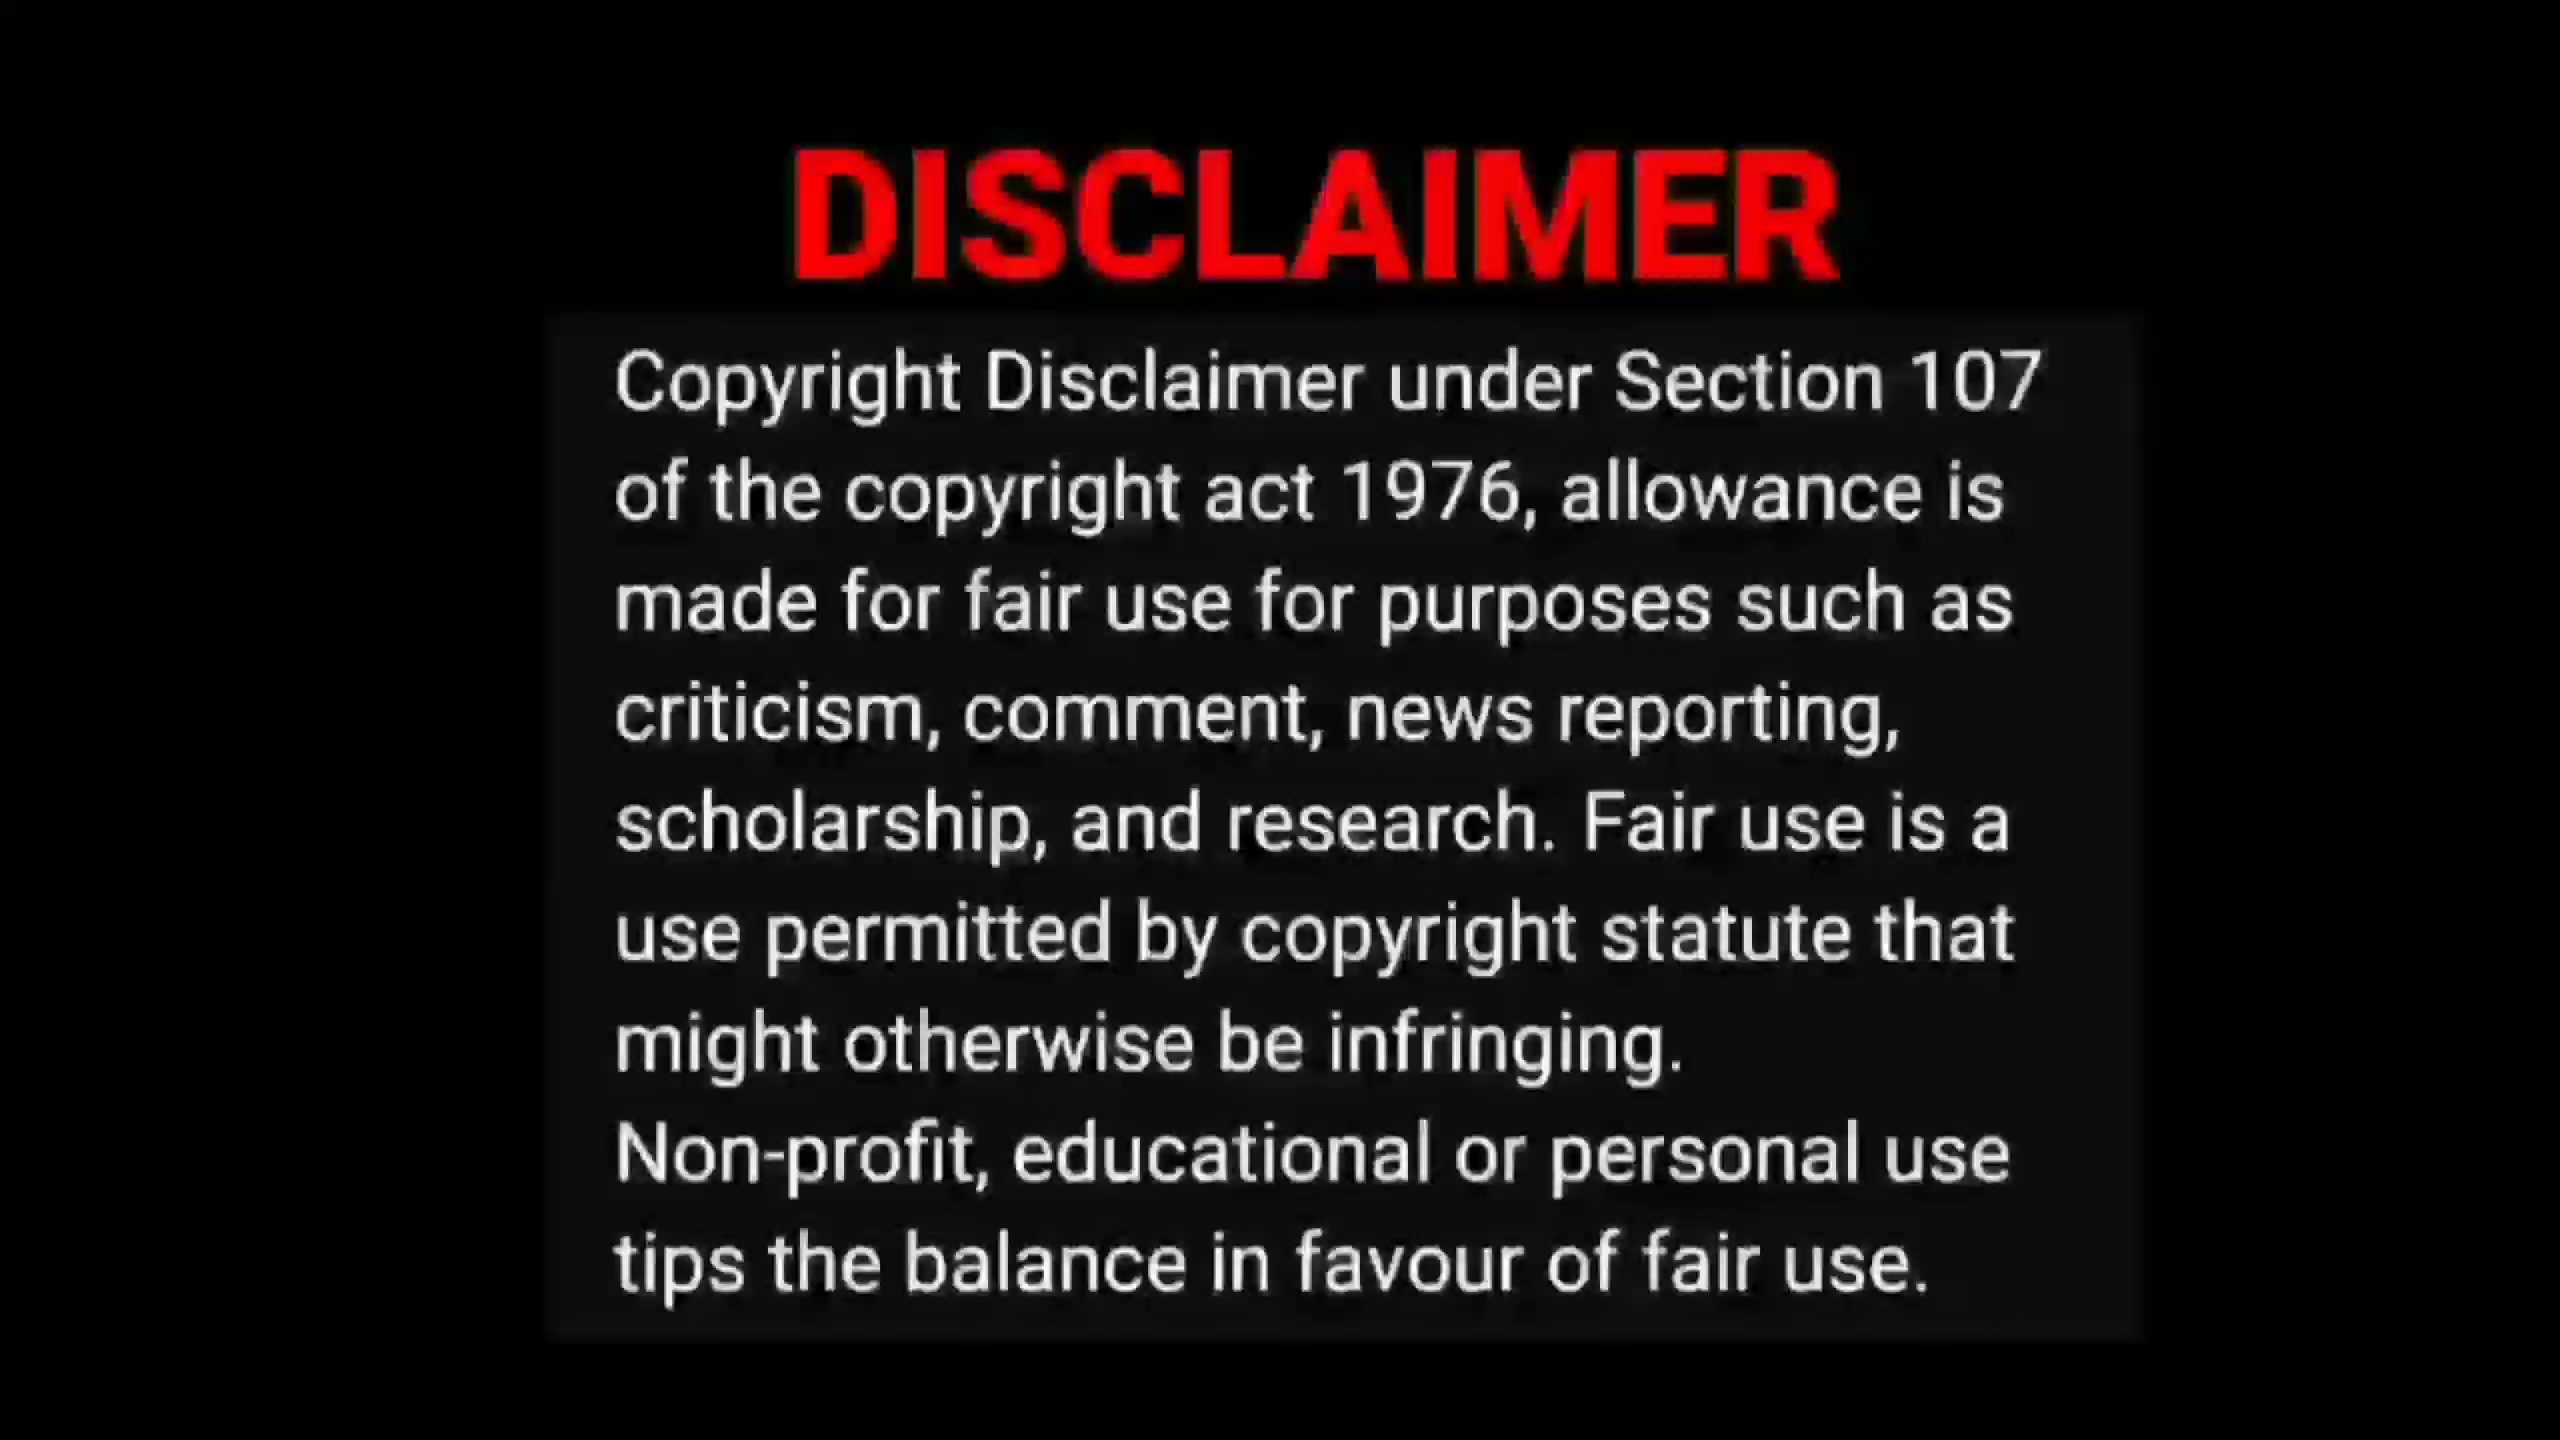 DISCLAIMER
Copyright Disclaimer under Section 107
of the copyright act 1976, allowance is
made for fair use for purposes such as
criticism, comment, news reporting,
scholarship, and research. Fair use is a
use permitted by copyright statute that
might otherwise be infringing.
Non-profit, educational or personal use
tips the balance in favour of fair use.